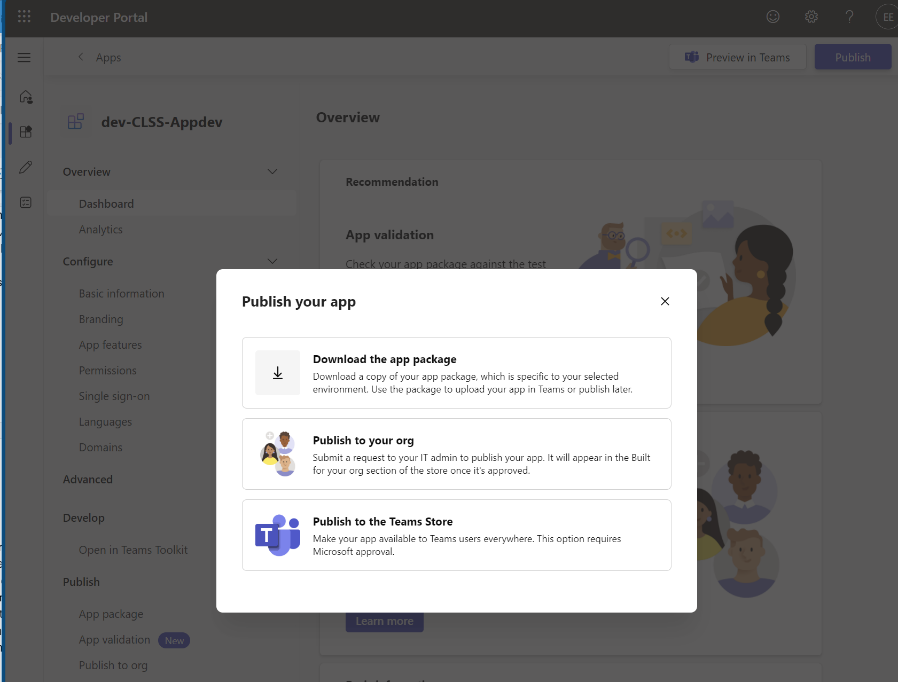 Developer Portal
EE
Apps
Preview in Teams
Publish
dev-CLSS-Appdev
Overview
Dashboard
Analytics
Configure
Basic information
Branding
App features
Permissions
Single sign-on
Languages
Domains
Advanced
Develop
Open in Teams Toolkit
Publish
App package
App validation New
Publish to org
Overview
Recommendation
App validation
Check your app package against the test
Publish your app
Download the app package
Download a copy of your app package, which is specific to your selected
environment. Use the package to upload your app in Teams or publish later.
Publish to your org
Submit a request to your IT admin to publish your app. It will appear in the Built
for your org section of the store once it's approved.
T
Publish to the Teams Store
Make your app available to Teams users everywhere. This option requires
Microsoft approval.
Learn more